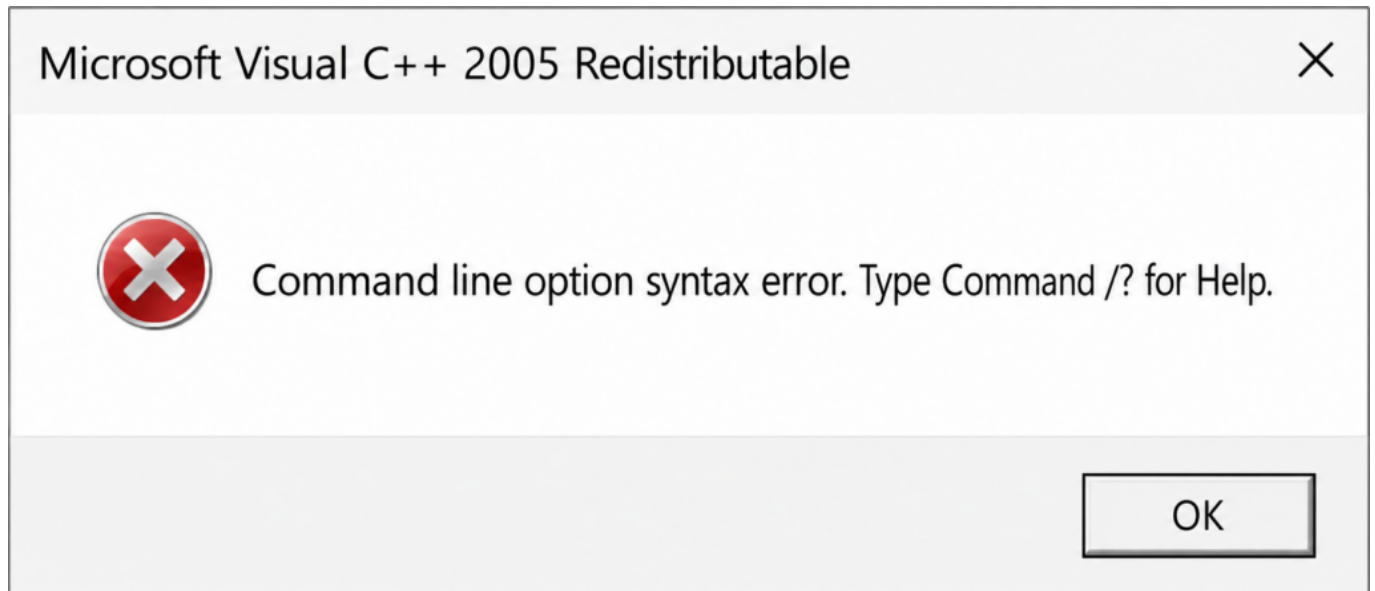 Microsoft Visual C++ 2005 Redistributable
Command line option syntax error. Type Command /? for Help.
OK